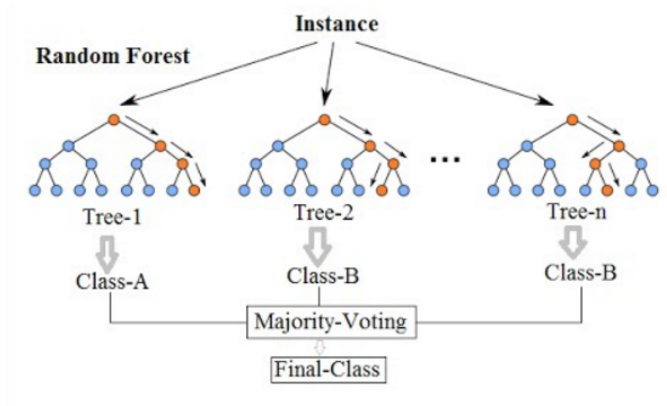 Instance
Random Forest
...
Tree-1
Tree-2
Tree-n
Class-A
Class-B
Class-B
Majority-Voting
Final-Class